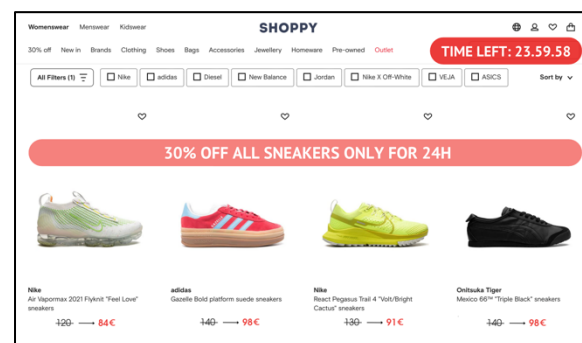 Womenswear Menswear Kidswear
SHOPPY
30% off New in Brands Clothing Shoes Bags Accessories Jewellery Homeware Pre-owned Outlet
TIME LEFT: 23.59.58
All Filters (1) Nike adidas Diesel New Balance Jordan Nike X Off-White VEJA ASICS Sort by
30% OFF ALL SNEAKERS ONLY FOR 24H
Nike
Air Vapormax 2021 Flyknit "Feel Love"
sneakers
120 → 84€
adidas
Gazelle Bold platform suede sneakers
140 → 98€
Nike
React Pegasus Trail 4 "Volt/Bright
Cactus" sneakers
130 → 91€
Onitsuka Tiger
Mexico 66™ "Triple Black" sneakers
140 → 98€